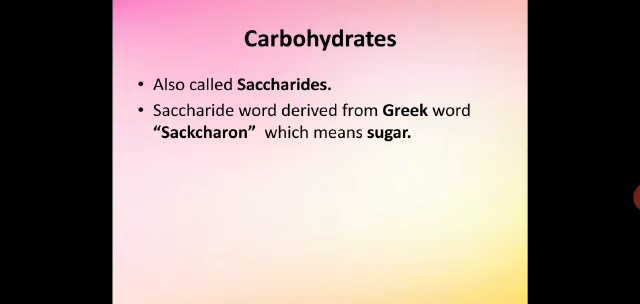 Carbohydrates
• Also called Saccharides.
• Saccharide word derived from Greek word
“Sackcharon” which means sugar.